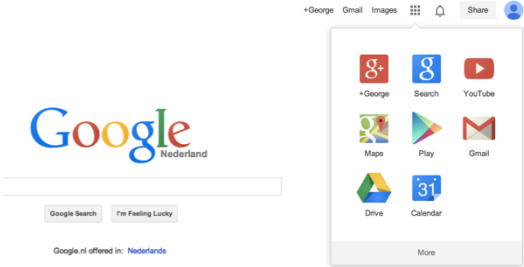 +George Gmail Images Share
g+ g
+George Search YouTube
Google
Nederland
Maps Play Gmail
31
Drive Calendar
Google Search I'm Feeling Lucky
Google.nl offered in: Nederlands
More